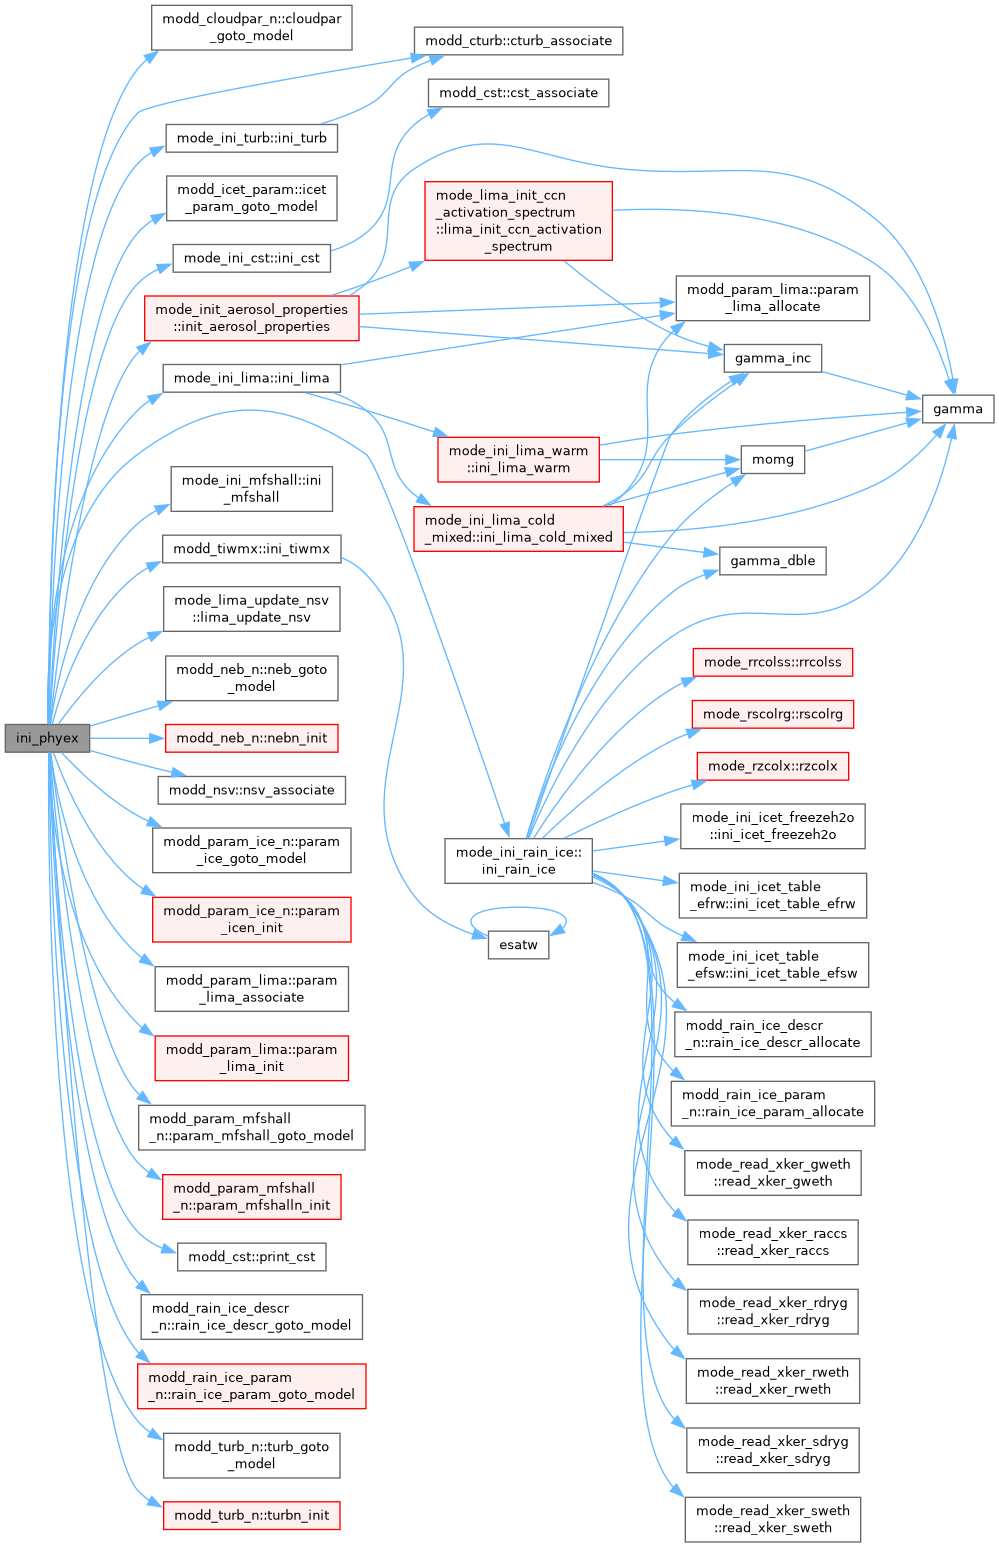 modd_cloudpar_n::cloudpar
_goto_model
modd_cturb::cturb_associate
modd_cst::cst_associate
mode_ini_turb::ini_turb
modd_icet_param::icet
_param_goto_model
mode_ini_cst::ini_cst
mode_lima_init_ccn
_activation_spectrum
::lima_init_ccn_activation
_spectrum
mode_init_aerosol_properties
::init_aerosol_properties
modd_param_lima::param
_lima_allocate
gamma_inc
mode_ini_lima::ini_lima
gamma
mode_ini_lima_warm
::ini_lima_warm
momg
mode_ini_mfshall::ini
_mfshall
mode_ini_lima_cold
_mixed::ini_lima_cold_mixed
modd_tiwmx::ini_tiwmx
gamma_dble
mode_lima_update_nsv
::lima_update_nsv
modd_neb_n::neb_goto
_model
mode_rrcolss::rrcolss
mode_rscolrg::rscolrg
ini_phyex
modd_neb_n::nebn_init
mode_rzcolx::rzcolx
modd_nsv::nsv_associate
mode_ini_icet_freezeh2o
::ini_icet_freezeh2o
modd_param_ice_n::param
_ice_goto_model
mode_ini_rain_ice::
ini_rain_ice
mode_ini_icet_table
_efrw::ini_icet_table_efrw
modd_param_ice_n::param
_icen_init
esatw
mode_ini_icet_table
_efsw::ini_icet_table_efsw
modd_param_lima::param
_lima_associate
modd_rain_ice_descr
_n::rain_ice_descr_allocate
modd_param_lima::param
_lima_init
modd_rain_ice_param
_n::rain_ice_param_allocate
modd_param_mfshall
_n::param_mfshall_goto_model
mode_read_xker_gweth
::read_xker_gweth
modd_param_mfshall
_n::param_mfshalln_init
mode_read_xker_raccs
::read_xker_raccs
modd_cst::print_cst
mode_read_xker_rdryg
::read_xker_rdryg
modd_rain_ice_descr
_n::rain_ice_descr_goto_model
mode_read_xker_rweth
::read_xker_rweth
modd_rain_ice_param
_n::rain_ice_param_goto_model
mode_read_xker_sdryg
::read_xker_sdryg
modd_turb_n::turb_goto
_model
mode_read_xker_sweth
::read_xker_sweth
modd_turb_n::turbn_init